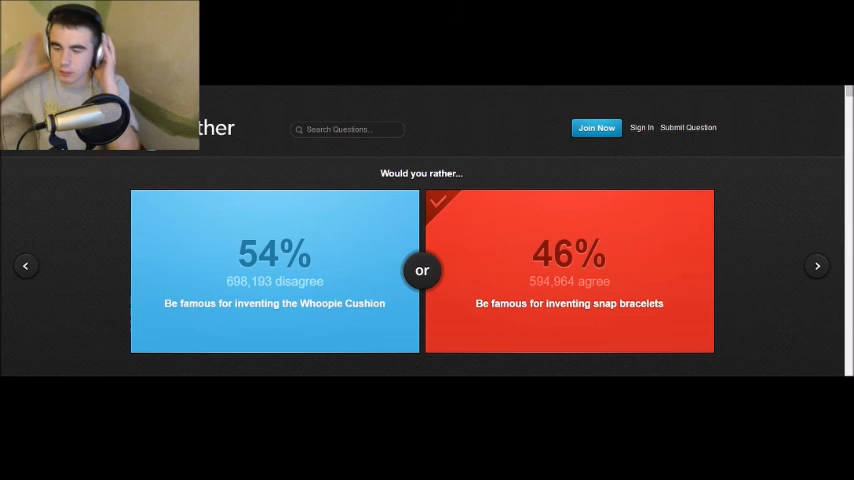 ther
Search Questions...
Join Now
Sign In
Submit Question
Would you rather...
54%
698,193 disagree
Be famous for inventing the Whoopie Cushion
or
46%
594,964 agree
Be famous for inventing snap bracelets